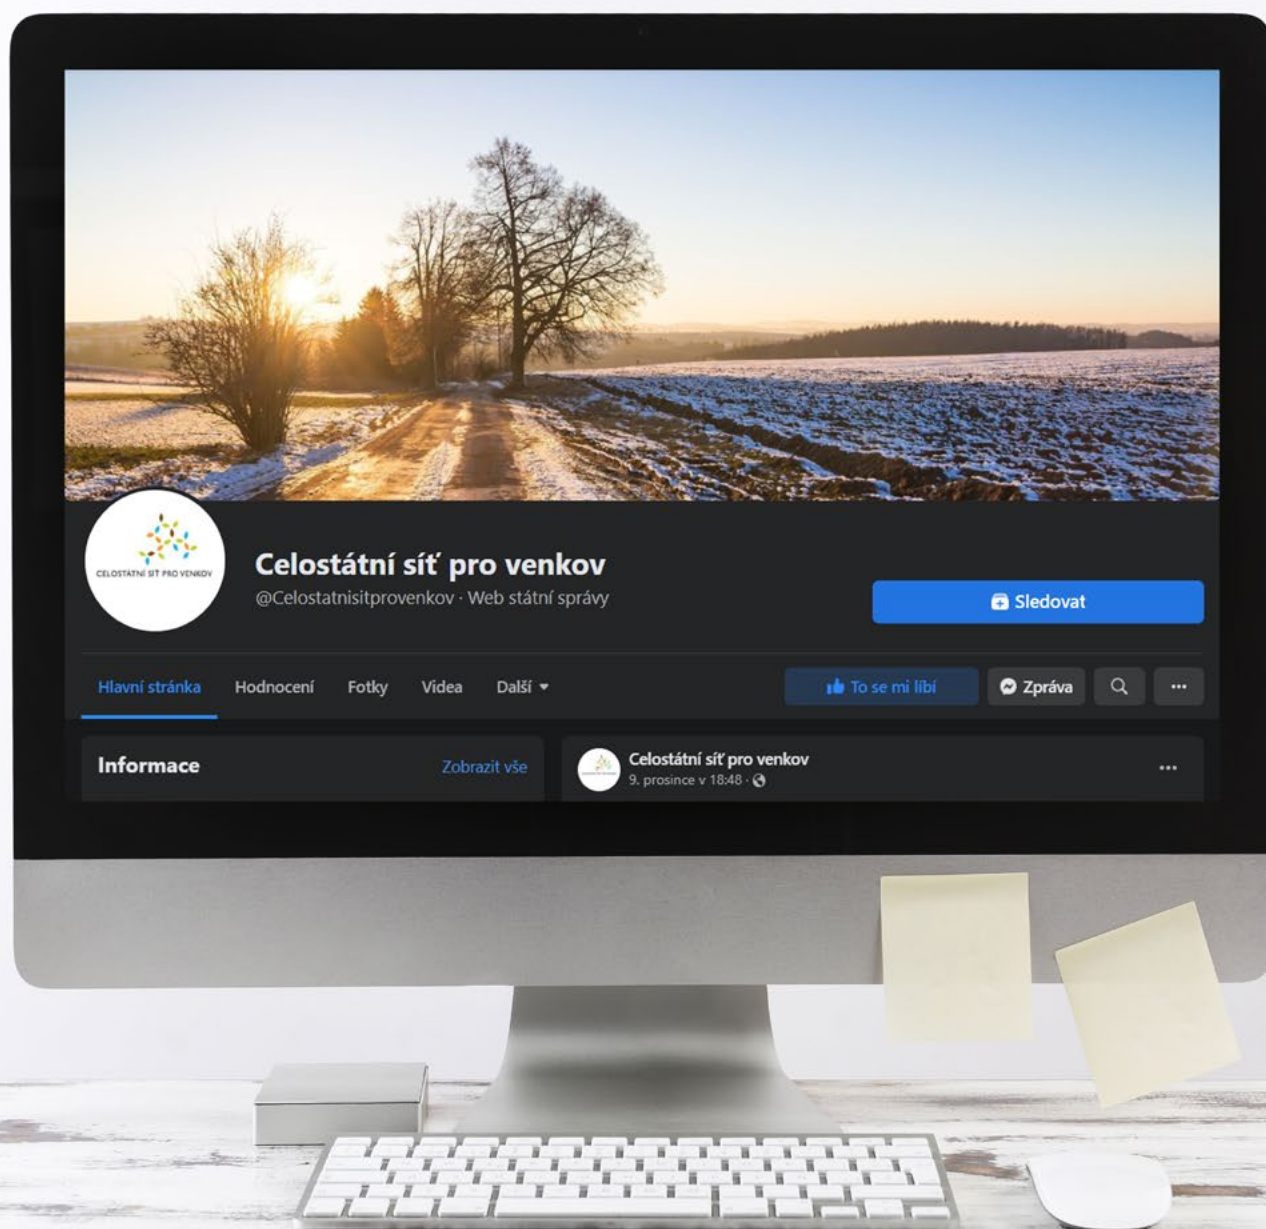 CELOSTÁTNÍ SÍŤ PRO VENKOV
Celostátní síť pro venkov
@Celostatnisitprovenkov · Web státní správy
Sledovat
Hlavní stránka
Hodnocení
Fotky
Videa
Další
To se mi líbí
Zpráva
Informace
Zobrazit vše
Celostátní síť pro venkov
9. prosince v 18:48 ·